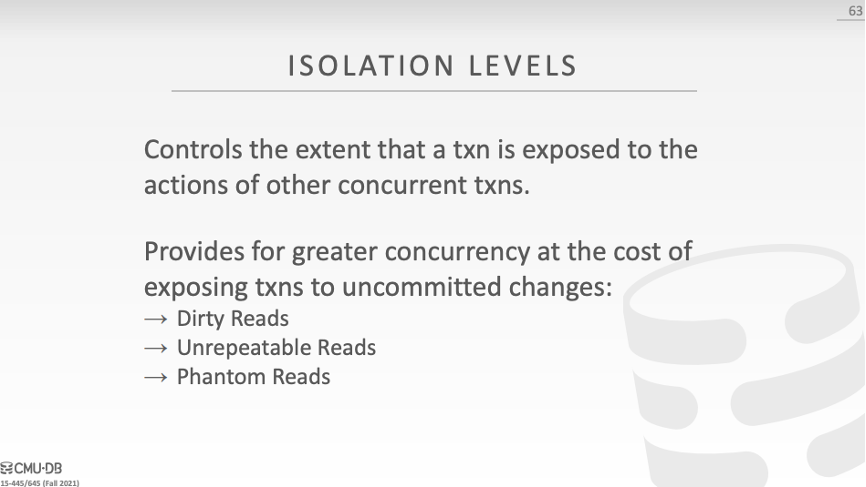 63
ISOLATION LEVELS
Controls the extent that a txn is exposed to the
actions of other concurrent txns.
Provides for greater concurrency at the cost of
exposing txns to uncommitted changes:
→ Dirty Reads
→ Unrepeatable Reads
→ Phantom Reads
CMU·DB
15-445/645 (Fall 2021)